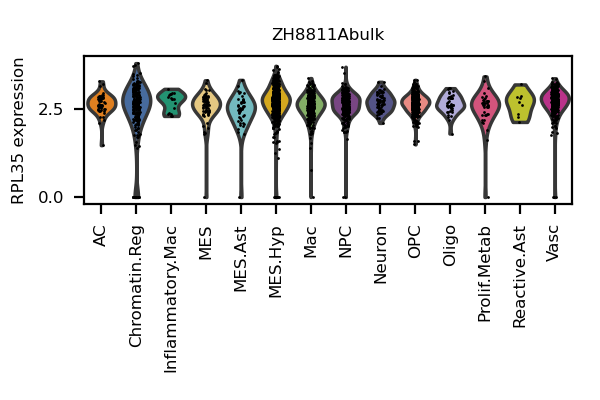 ZH8811Abulk
RPL35 expression
2.5
0.0
AC
Chromatin.Reg
Inflammatory.Mac
MES
MES.Ast
MES.Hyp
Mac
NPC
Neuron
OPC
Oligo
Prolif.Metab
Reactive.Ast
Vasc